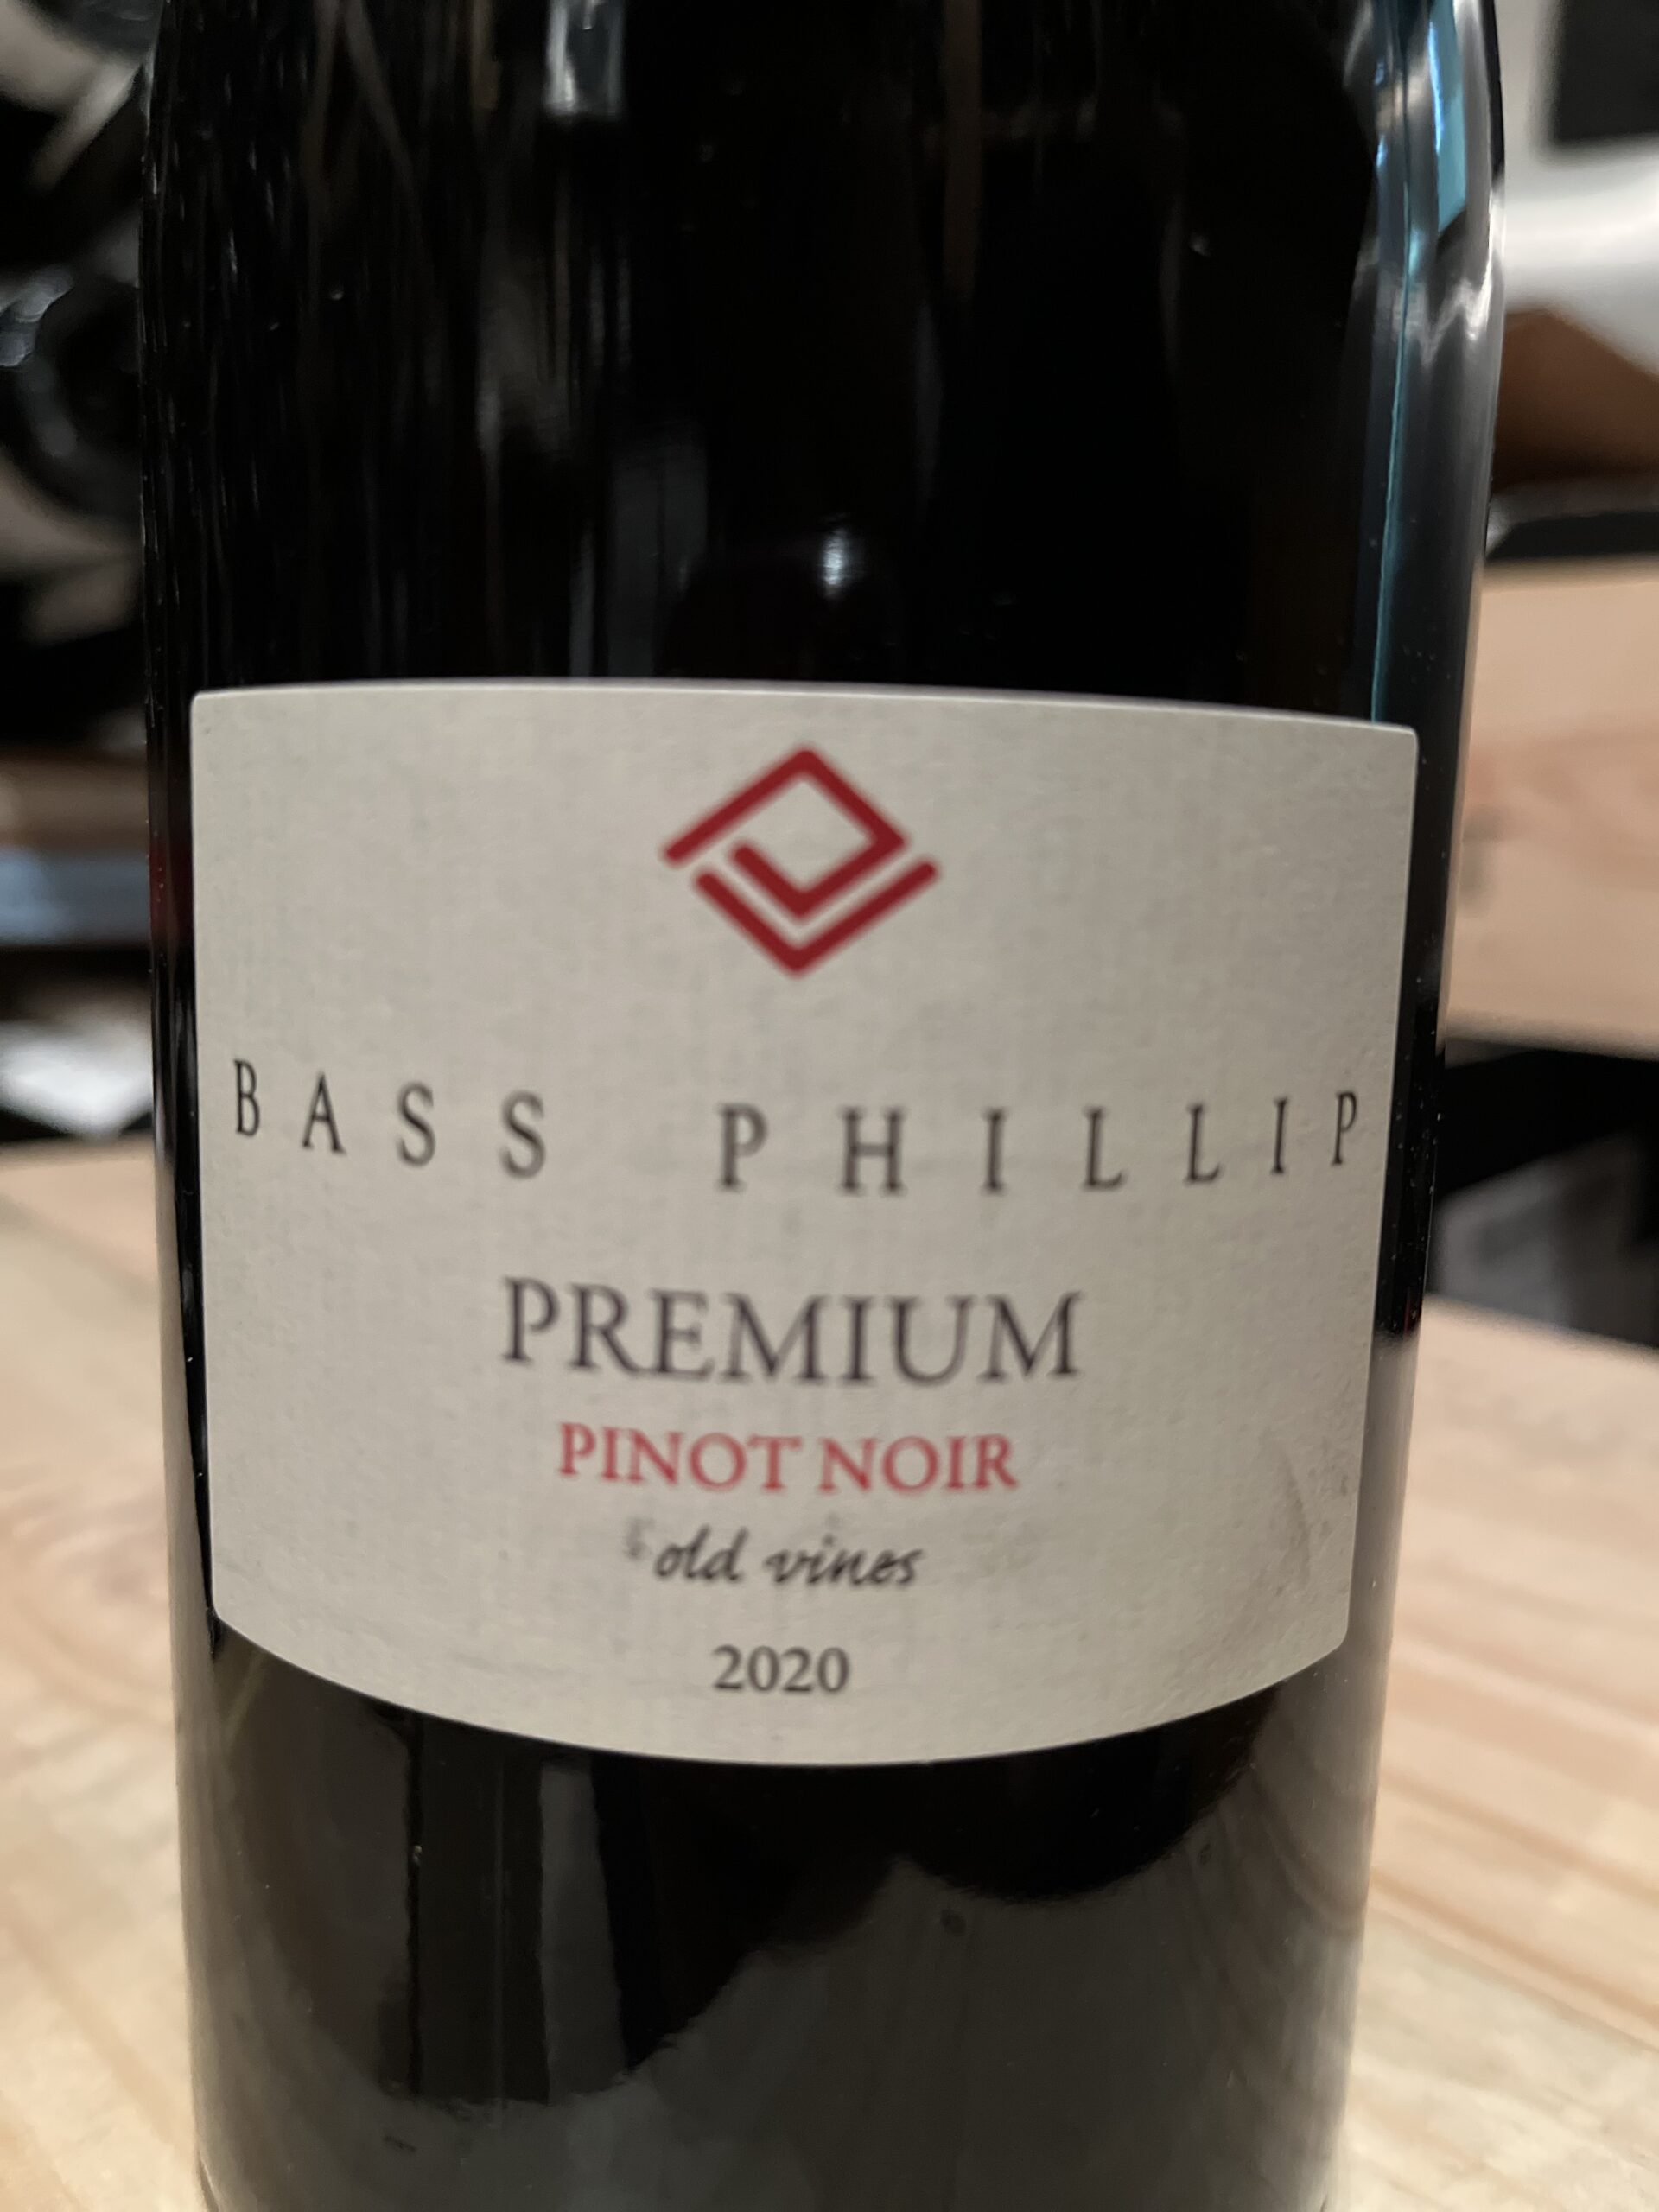 BASS PHILLIP
PREMIUM
PINOT NOIR
old vines
2020